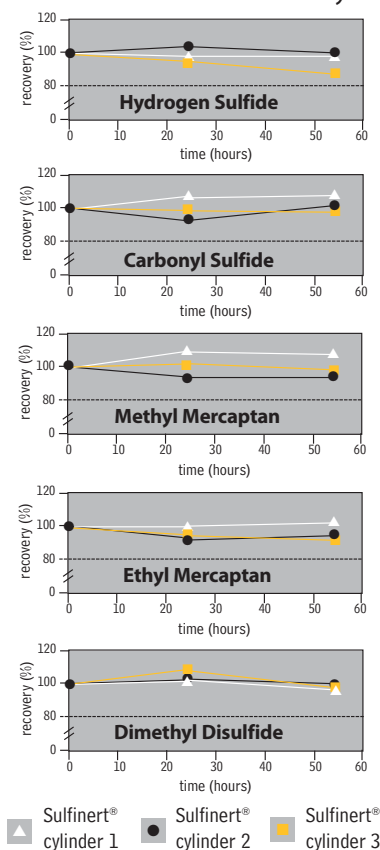 120
100
80
0
recovery (%)
Hydrogen Sulfide
0 10 20 30 40 50 60
time (hours)
120
100
80
0
recovery (%)
Carbonyl Sulfide
0 10 20 30 40 50 60
time (hours)
120
100
80
0
recovery (%)
Methyl Mercaptan
0 10 20 30 40 50 60
time (hours)
120
100
80
0
recovery (%)
Ethyl Mercaptan
0 10 20 30 40 50 60
time (hours)
120
100
80
0
recovery (%)
Dimethyl Disulfide
0 10 20 30 40 50 60
time (hours)
Sulfinert® Sulfinert® Sulfinert®
cylinder 1 cylinder 2 cylinder 3